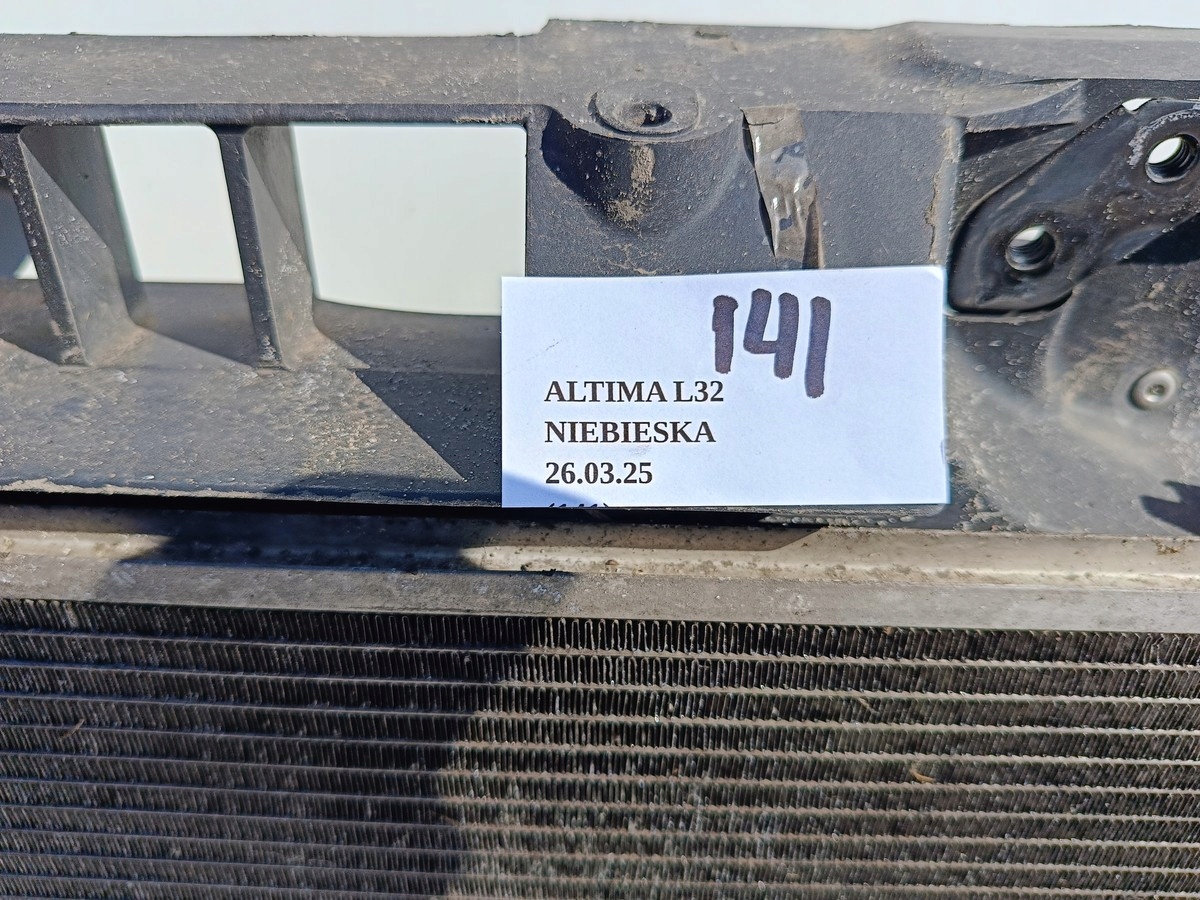 141
ALTIMA L32
NIEBIESKA
26.03.25